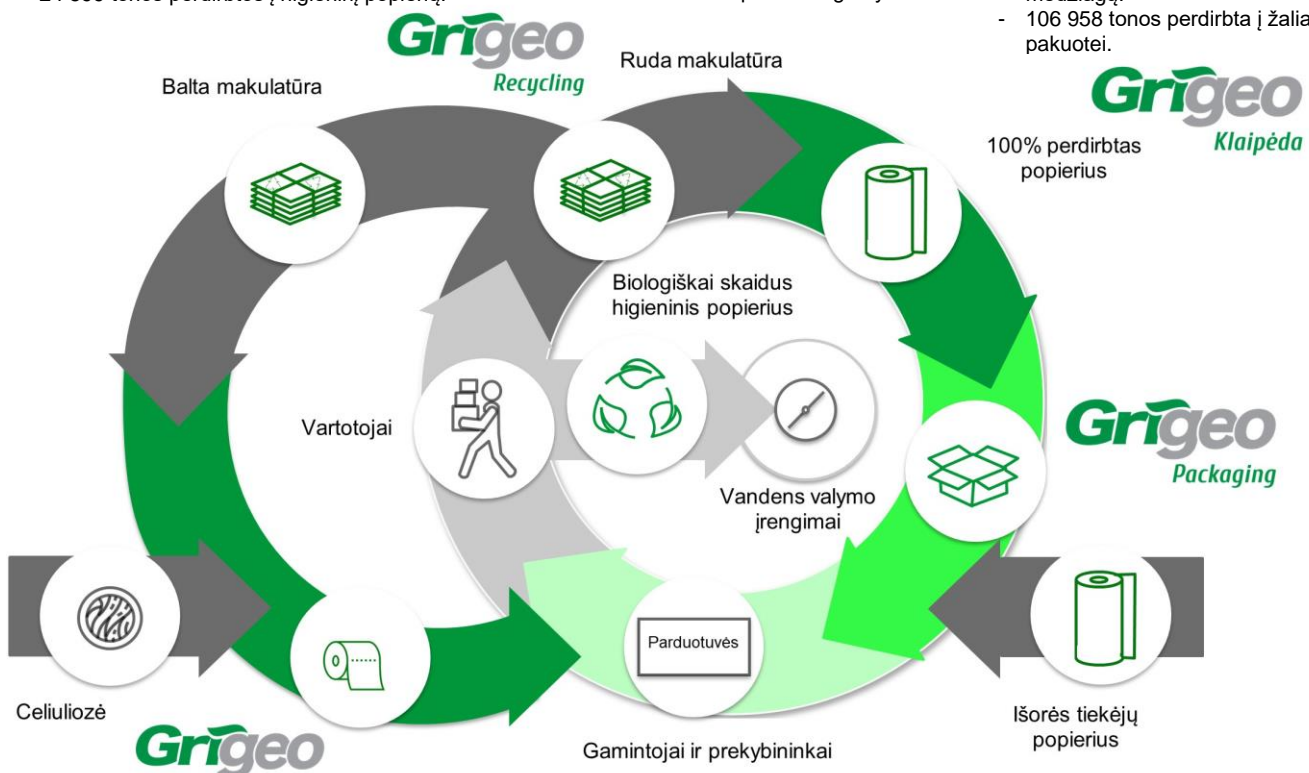 106 958 tonos perdirbta į žalia
pakuotei.
Grigeo
Recycling
Balta makulatūra
Ruda makulatūra
Grigeo
Klaipėda
100% perdirbtas
popierius
Biologiškai skaidus
higieninis popierius
Vartotojai
Grigeo
Packaging
Vandens valymo
įrengimai
Parduotuvės
Celiuliozė
Išorės tiekėjų
popierius
Gamintojai ir prekybininkai
Grigeo